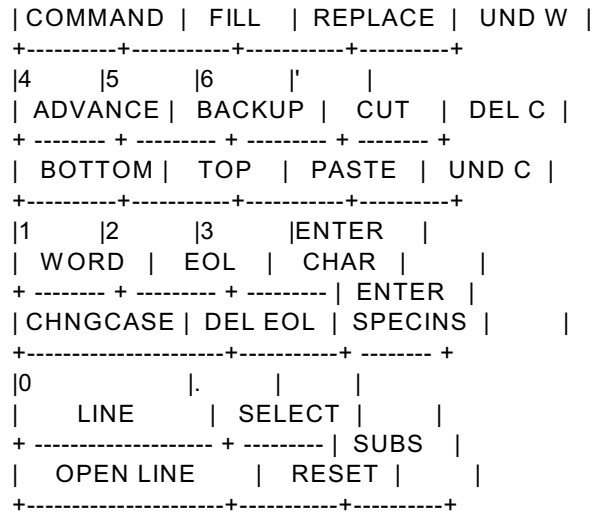 | COMMAND |   FILL   |  REPLACE  |   UND W  |
+----------+-----------+-----------+----------+
|4         |5          |6          |'         |
|  ADVANCE |   BACKUP  |    CUT    |   DEL C  |
+ -------- + --------- + --------- + -------- +
|   BOTTOM |    TOP    |   PASTE   |   UND C  |
+----------+-----------+-----------+----------+
|1         |2          |3          |ENTER     |
|   WORD   |    EOL    |    CHAR   |          |
+ -------- + --------- + --------- |   ENTER  |
| CHNGCASE |  DEL EOL  |  SPECINS  |          |
+----------------------+-----------+ -------- +
|0                     |.          |          |
|         LINE         |   SELECT  |          |
+ -------------------- + --------- |   SUBS   |
|      OPEN LINE       |   RESET   |          |
+----------------------+-----------+----------+